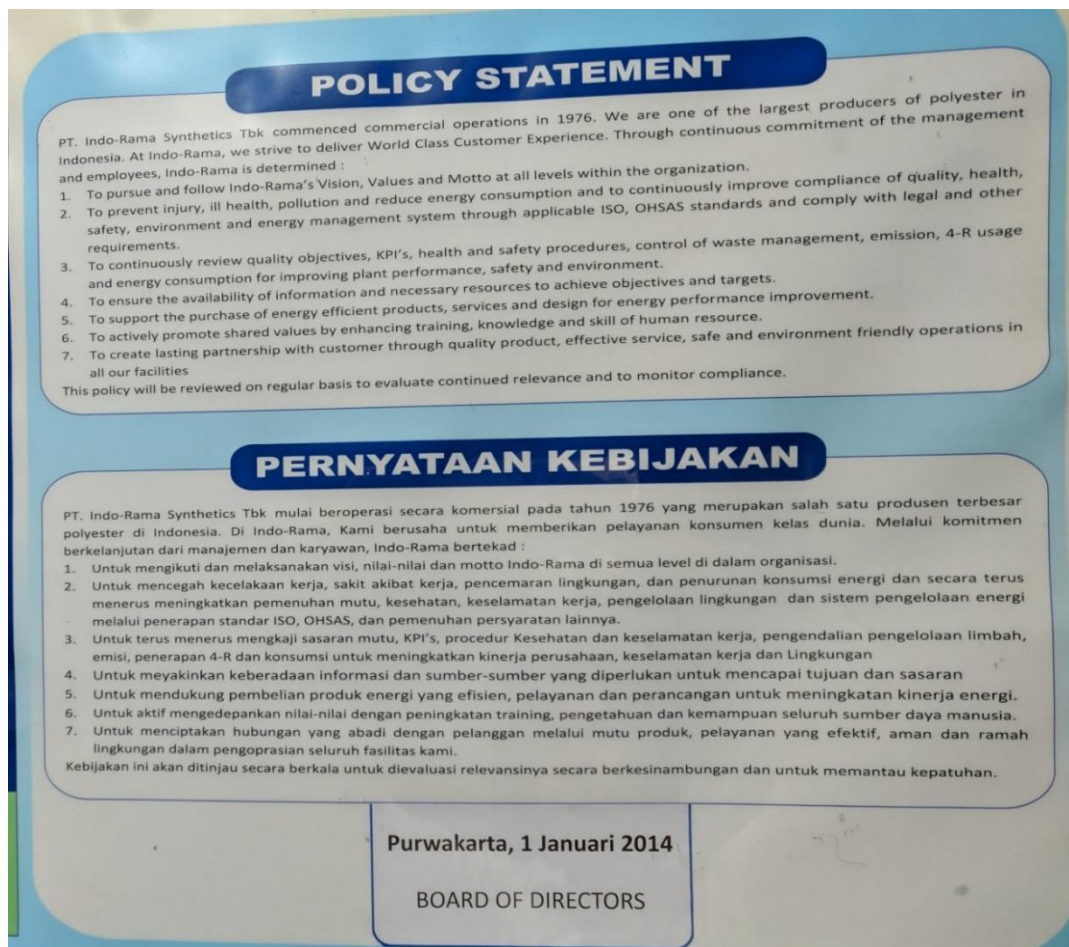 POLICY STATEMENT
PT. Indo-Rama Synthetics Tbk commenced commercial operations in 1976. We are one of the largest producers of polyester in
Indonesia. At Indo-Rama, we strive to deliver World Class Customer Experience. Through continuous commitment of the management
and employees, Indo-Rama is determined :
1. To pursue and follow Indo-Rama's Vision, Values and Motto at all levels within the organization.
2. To prevent injury, ill health, pollution and reduce energy consumption and to continuously improve compliance of quality, health,
safety, environment and energy management system through applicable ISO, OHSAS standards and comply with legal and other
requirements.
3. To continuously review quality objectives, KPI's, health and safety procedures, control of waste management, emission, 4-R usage
and energy consumption for improving plant performance, safety and environment.
4. To ensure the availability of information and necessary resources to achieve objectives and targets.
5. To support the purchase of energy efficient products, services and design for energy performance improvement.
6. To actively promote shared values by enhancing training, knowledge and skill of human resource.
7. To create lasting partnership with customer through quality product, effective service, safe and environment friendly operations in
all our facilities
This policy will be reviewed on regular basis to evaluate continued relevance and to monitor compliance.
PERNYATAAN KEBIJAKAN
PT. Indo-Rama Synthetics Tbk mulai beroperasi secara komersial pada tahun 1976 yang merupakan salah satu produsen terbesar
polyester di Indonesia. Di Indo-Rama, Kami berusaha untuk memberikan pelayanan konsumen kelas dunia. Melalui komitmen
berkelanjutan dari manajemen dan karyawan, Indo-Rama bertekad :
1. Untuk mengikuti dan melaksanakan visi, nilai-nilai dan motto Indo-Rama di semua level di dalam organisasi.
2. Untuk mencegah kecelakaan kerja, sakit akibat kerja, pencemaran lingkungan, dan penurunan konsumsi energi dan secara terus
menerus meningkatkan pemenuhan mutu, kesehatan, keselamatan kerja, pengelolaan lingkungan dan sistem pengelolaan energi
melalui penerapan standar ISO, OHSAS, dan pemenuhan persyaratan lainnya.
3. Untuk terus menerus mengkaji sasaran mutu, KPI's, procedur Kesehatan dan keselamatan kerja, pengendalian pengelolaan limbah,
emisi, penerapan 4-R dan konsumsi untuk meningkatkan kinerja perusahaan, keselamatan kerja dan Lingkungan
4. Untuk meyakinkan keberadaan informasi dan sumber-sumber yang diperlukan untuk mencapai tujuan dan sasaran
5. Untuk mendukung pembelian produk energi yang efisien, pelayanan dan perancangan untuk meningkatan kinerja energi.
6. Untuk aktif mengedepankan nilai-nilai dengan peningkatan training, pengetahuan dan kemampuan seluruh sumber daya manusia.
7. Untuk menciptakan hubungan yang abadi dengan pelanggan melalui mutu produk, pelayanan yang efektif, aman dan ramah
lingkungan dalam pengoprasian seluruh fasilitas kami.
Kebijakan ini akan ditinjau secara berkala untuk dievaluasi relevansinya secara berkesinambungan dan untuk memantau kepatuhan.
Purwakarta, 1 Januari 2014
BOARD OF DIRECTORS